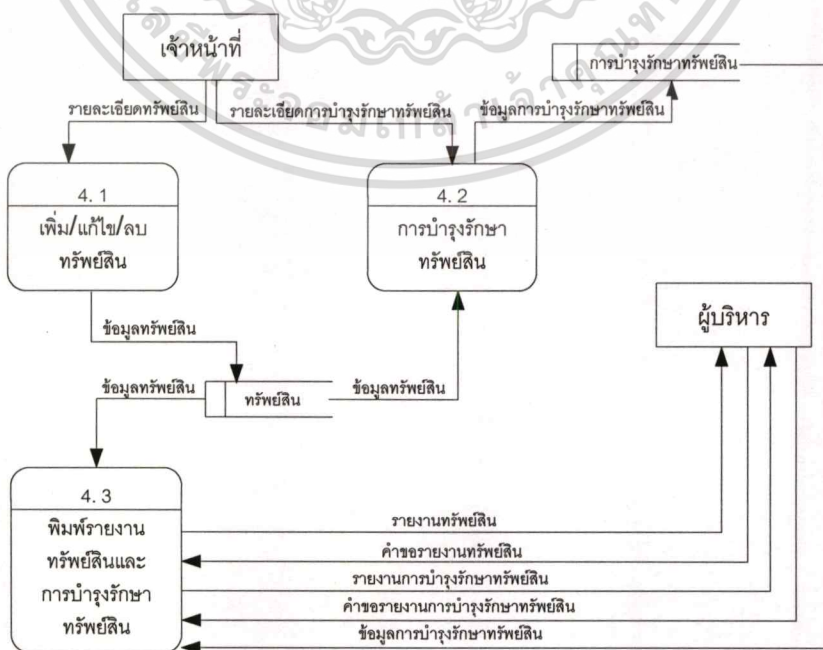 เจ้าหน้าที่
การบำรุงรักษาทรัพย์สิน
รายละเอียดทรัพย์สิน
รายละเอียดการบำรุงรักษาทรัพย์สิน
ข้อมูลการบำรุงรักษาทรัพย์สิน
4. 1
เพิ่ม/แก้ไข/ลบ
ทรัพย์สิน
4. 2
การบำรุงรักษา
ทรัพย์สิน
ผู้บริหาร
ข้อมูลทรัพย์สิน
ข้อมูลทรัพย์สิน
ทรัพย์สิน
ข้อมูลทรัพย์สิน
4. 3
พิมพ์รายงาน
ทรัพย์สินและ
การบำรุงรักษา
ทรัพย์สิน
รายงานทรัพย์สิน
คำขอรายงานทรัพย์สิน
รายงานการบำรุงรักษาทรัพย์สิน
คำขอรายงานการบำรุงรักษาทรัพย์สิน
ข้อมูลการบำรุงรักษาทรัพย์สิน